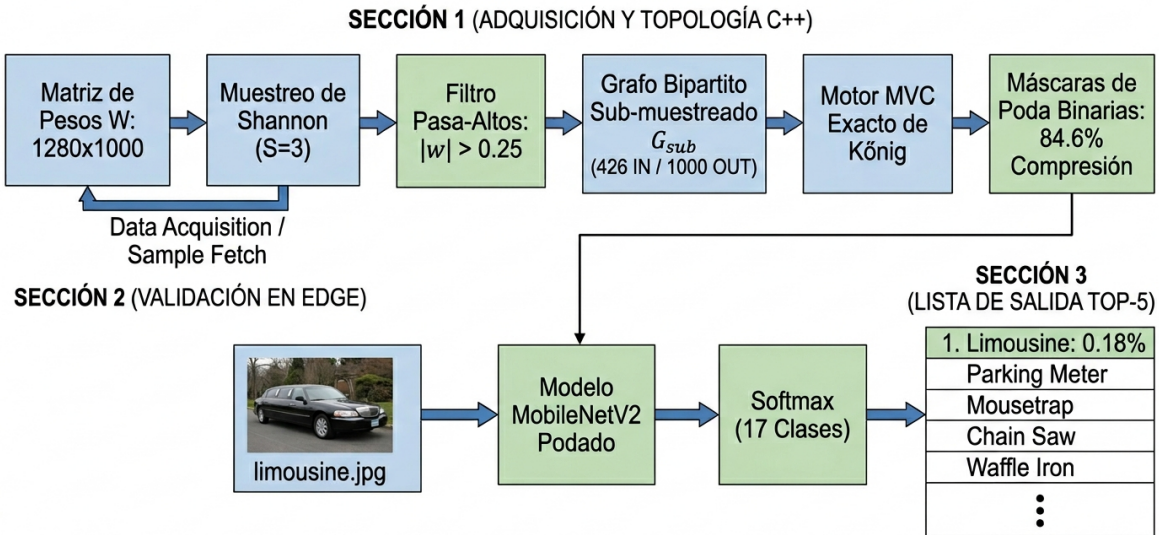 SECCIÓN 1 (ADQUISICIÓN Y TOPOLOGÍA C++)
Matriz de
Pesos W:
1280x1000
Muestreo de
Shannon
(S=3)
Filtro
Pasa-Altos:
|w| > 0.25
Grafo Bipartito
Sub-muestreado
G_sub
(426 IN / 1000 OUT)
Motor MVC
Exacto de
Kőnig
Máscaras de
Poda Binarias:
84.6%
Compresión
Data Acquisition /
Sample Fetch
SECCIÓN 2 (VALIDACIÓN EN EDGE)
limousine.jpg
Modelo
MobileNetV2
Podado
Softmax
(17 Clases)
SECCIÓN 3
(LISTA DE SALIDA TOP-5)
1. Limousine: 0.18%
Parking Meter
Mousetrap
Chain Saw
Waffle Iron